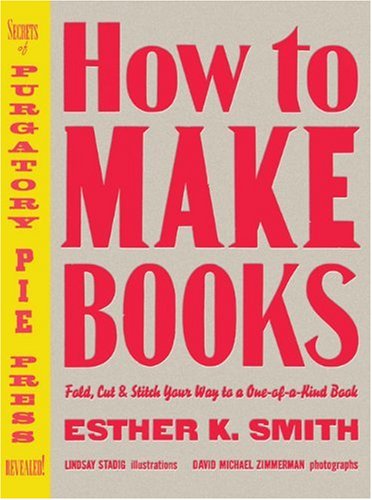 SECRETS of PURGATORY PIE PRESS REVEALED!
HOW to
MAKE
BOOKS
Fold, Cut & Stitch Your Way to a One-of-a-Kind Book
ESTHER K. SMITH
LINDSAY STADIG illustrations DAVID MICHAEL ZIMMERMAN photographs